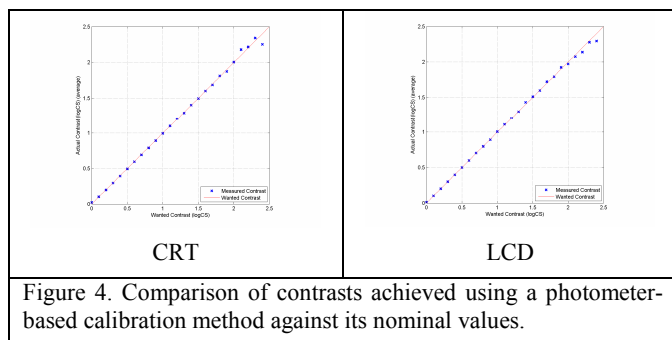 2.5
2
1.5
1
0.5
0
0 0.5 1 1.5 2 2.5
Actual Contrast (logCS) (average)
Wanted Contrast (logCS)
Measured Contrast
Wanted Contrast
CRT
2.5
2
1.5
1
0.5
0
0 0.5 1 1.5 2 2.5
Actual Contrast (logCS) (average)
Wanted Contrast (logCS)
Measured Contrast
Wanted Contrast
LCD
Figure 4. Comparison of contrasts achieved using a photometer-
based calibration method against its nominal values.